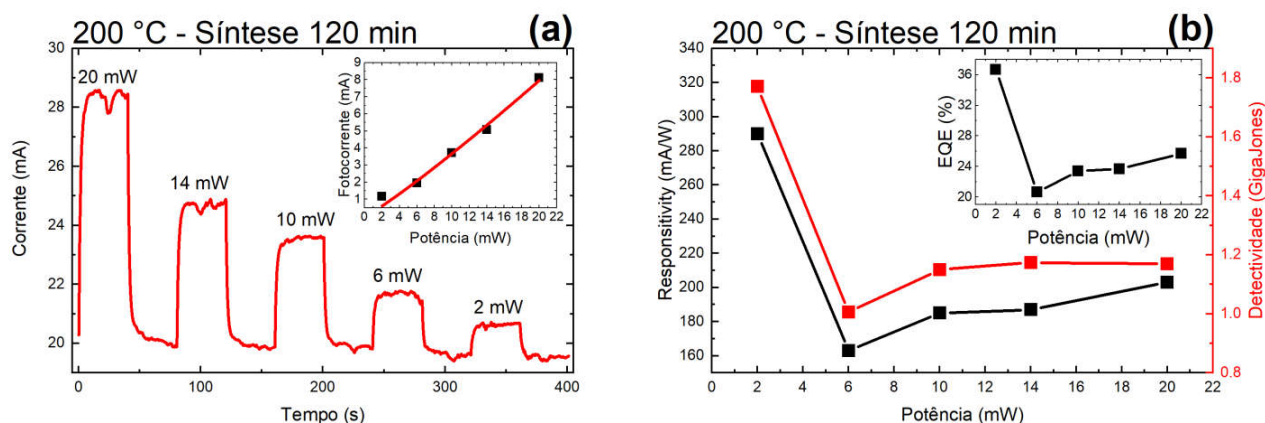 200 °C - Síntese 120 min
(a)
Corrente (mA)
30
28
26
24
22
20
20 mW
14 mW
10 mW
6 mW
2 mW
Fotocorrente (mA)
9
8
7
6
5
4
3
2
1
0 2 4 6 8 10 12 14 16 18 20 22
Potência (mW)
0 100 200 300 400
Tempo (s)
200 °C - Síntese 120 min
(b)
Responsitivity (mA/W)
340
320
300
280
260
240
220
200
180
160
EQE (%)
36
32
28
24
20
0 2 4 6 8 10 12 14 16 18 20 22
Potência (mW)
Detectividade (GigaJones)
1.8
1.6
1.4
1.2
1.0
0.8
0 2 4 6 8 10 12 14 16 18 20 22
Potência (mW)